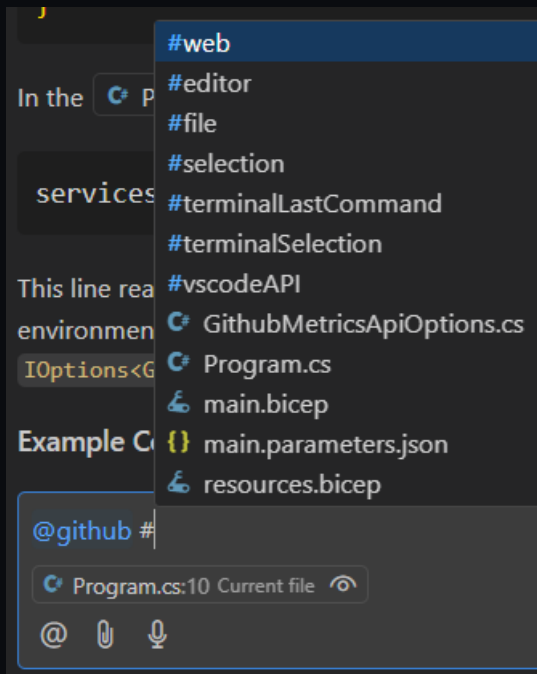 #web
#editor
In the
#file
#selection
services
#terminalLastCommand
#terminalSelection
This line rea
#vscodeAPI
environmen
C# GithubMetricsApiOptions.cs
IOptions<G
C# Program.cs
main.bicep
Example Co
{} main.parameters.json
resources.bicep
@github #
C# Program.cs:10 Current file
@